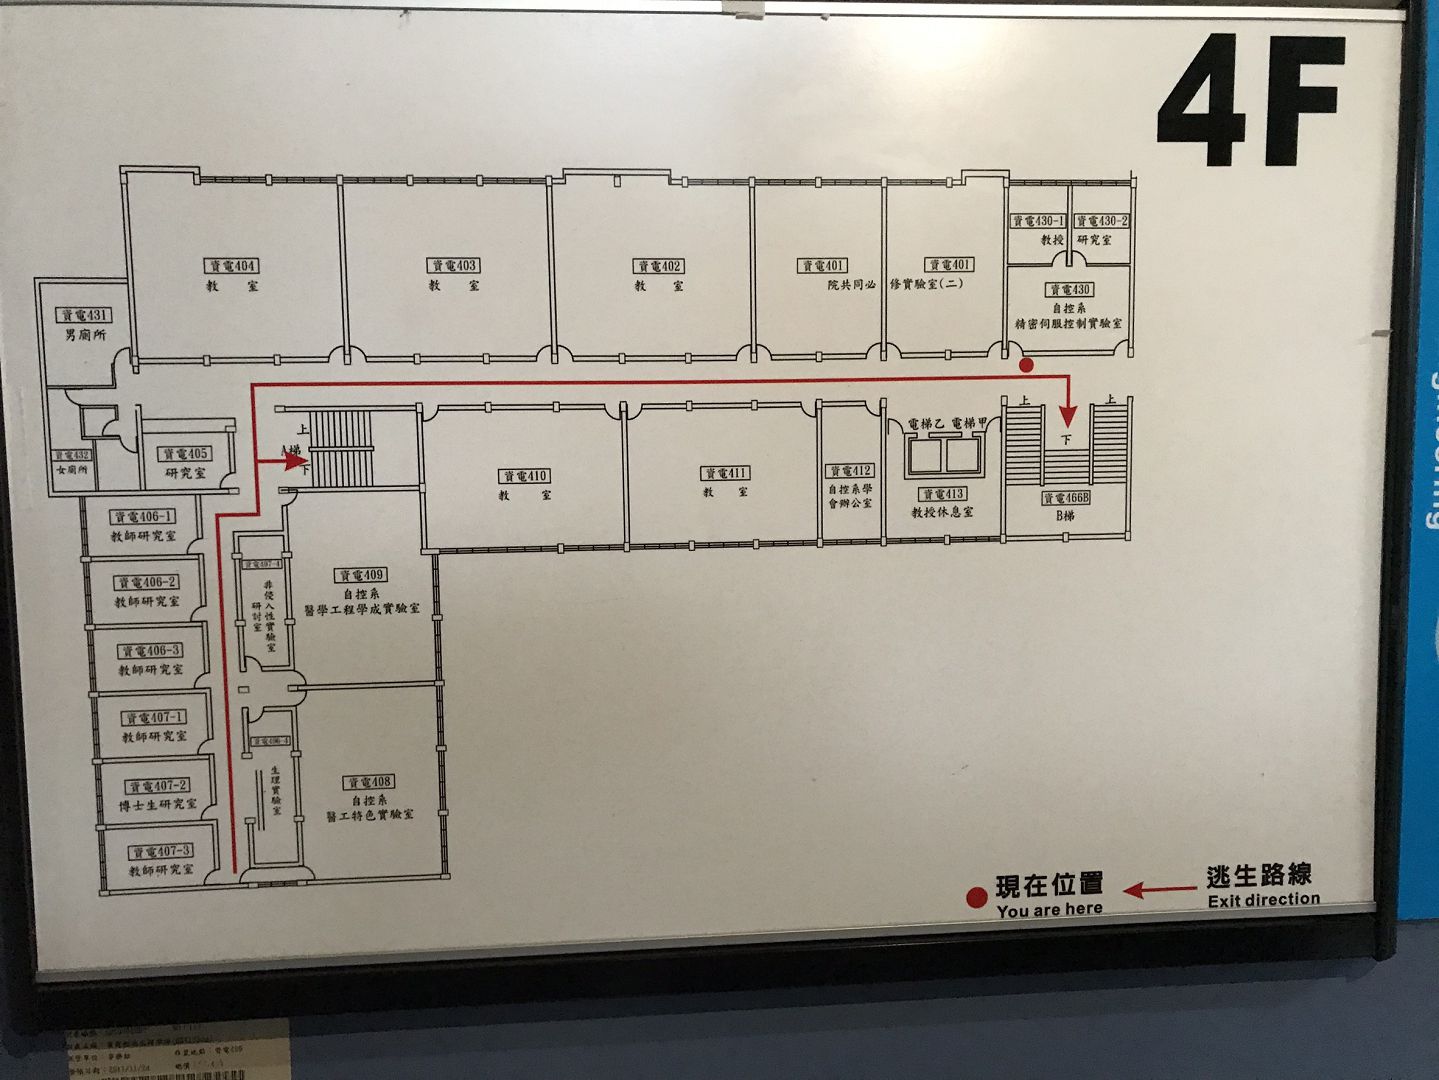 4F
資電404
教 室
資電403
教 室
資電402
教 室
資電401
院共同必
資電401
修實驗室(二)
資電430-1
資電430-2
教授 研究室
資電430
自控系
精密伺服控制實驗室
資電431
男廁所
資電432
女廁所
資電405
研究室
上
A梯
下
資電410
教 室
資電411
教 室
資電412
自控系學
會辦公室
電梯乙 電梯甲
資電413
教授休息室
上
上
下
資電466B
B梯
資電406-1
教師研究室
資電406-2
教師研究室
資電406-3
教師研究室
資電407-1
教師研究室
資電407-2
博士生研究室
資電407-3
教師研究室
非侵入性實驗室
研討室
資電409
自控系
醫學工程學成實驗室
生理實驗室
資電408
自控系
醫工特色實驗室
現在位置
You are here
逃生路線
Exit direction